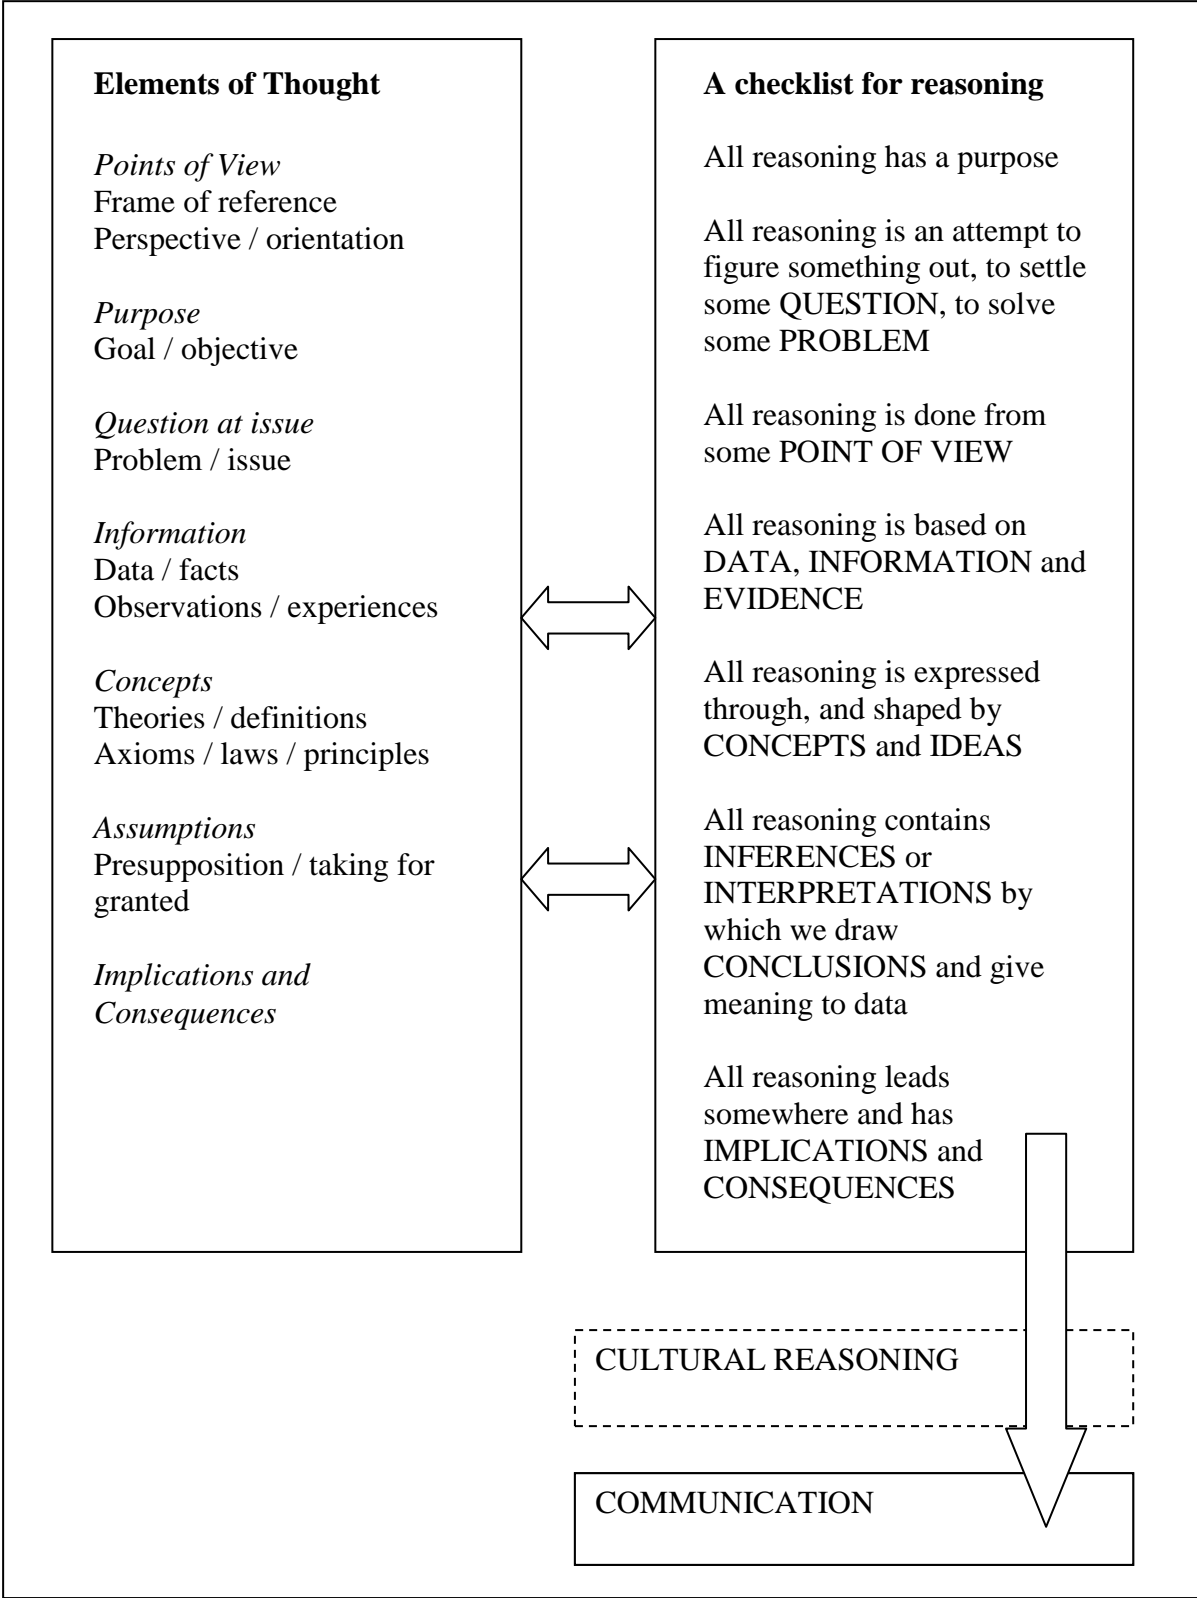 Elements of Thought
Points of View
Frame of reference
Perspective / orientation
Purpose
Goal / objective
Question at issue
Problem / issue
Information
Data / facts
Observations / experiences
Concepts
Theories / definitions
Axioms / laws / principles
Assumptions
Presupposition / taking for
granted
Implications and
Consequences
A checklist for reasoning
All reasoning has a purpose
All reasoning is an attempt to
figure something out, to settle
some QUESTION, to solve
some PROBLEM
All reasoning is done from
some POINT OF VIEW
All reasoning is based on
DATA, INFORMATION and
EVIDENCE
All reasoning is expressed
through, and shaped by
CONCEPTS and IDEAS
All reasoning contains
INFERENCES or
INTERPRETATIONS by
which we draw
CONCLUSIONS and give
meaning to data
All reasoning leads
somewhere and has
IMPLICATIONS and
CONSEQUENCES
CULTURAL REASONING
COMMUNICATION